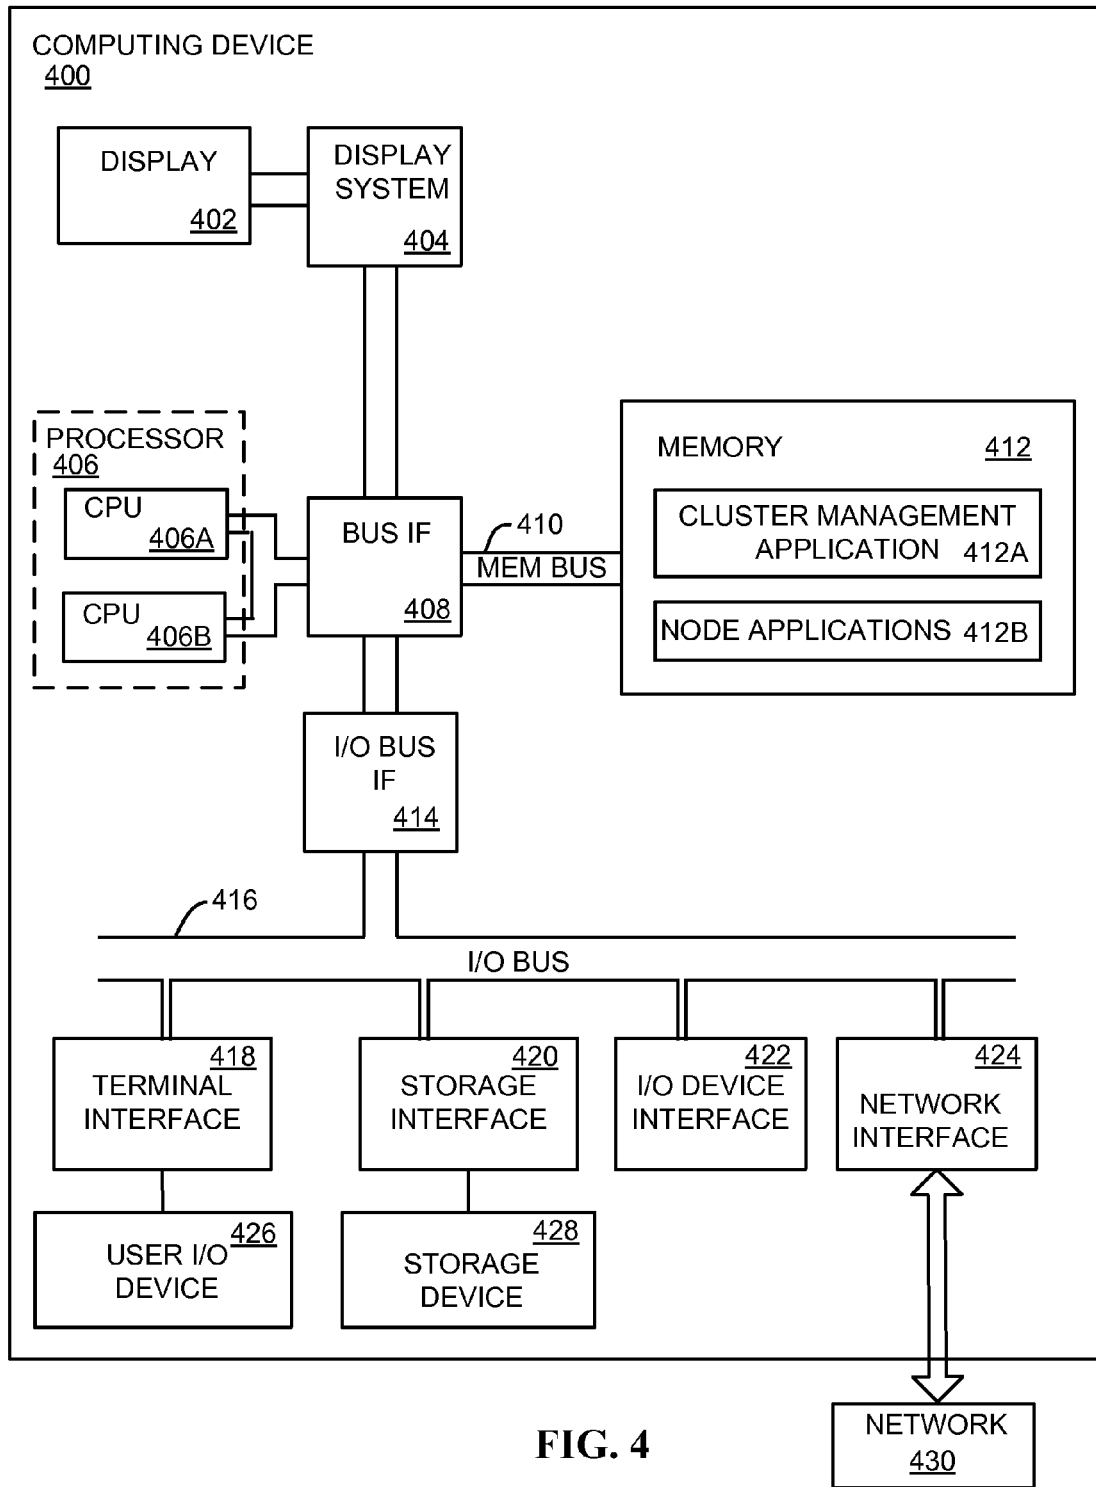 COMPUTING DEVICE
400
DISPLAY
402
DISPLAY
SYSTEM
404
PROCESSOR
406
CPU
406A
CPU
406B
BUS IF
408
410
MEM BUS
MEMORY 412
CLUSTER MANAGEMENT
APPLICATION 412A
NODE APPLICATIONS 412B
I/O BUS
IF
414
416
I/O BUS
418
TERMINAL
INTERFACE
420
STORAGE
INTERFACE
422
I/O DEVICE
INTERFACE
424
NETWORK
INTERFACE
426
USER I/O
DEVICE
428
STORAGE
DEVICE
NETWORK
430
FIG. 4